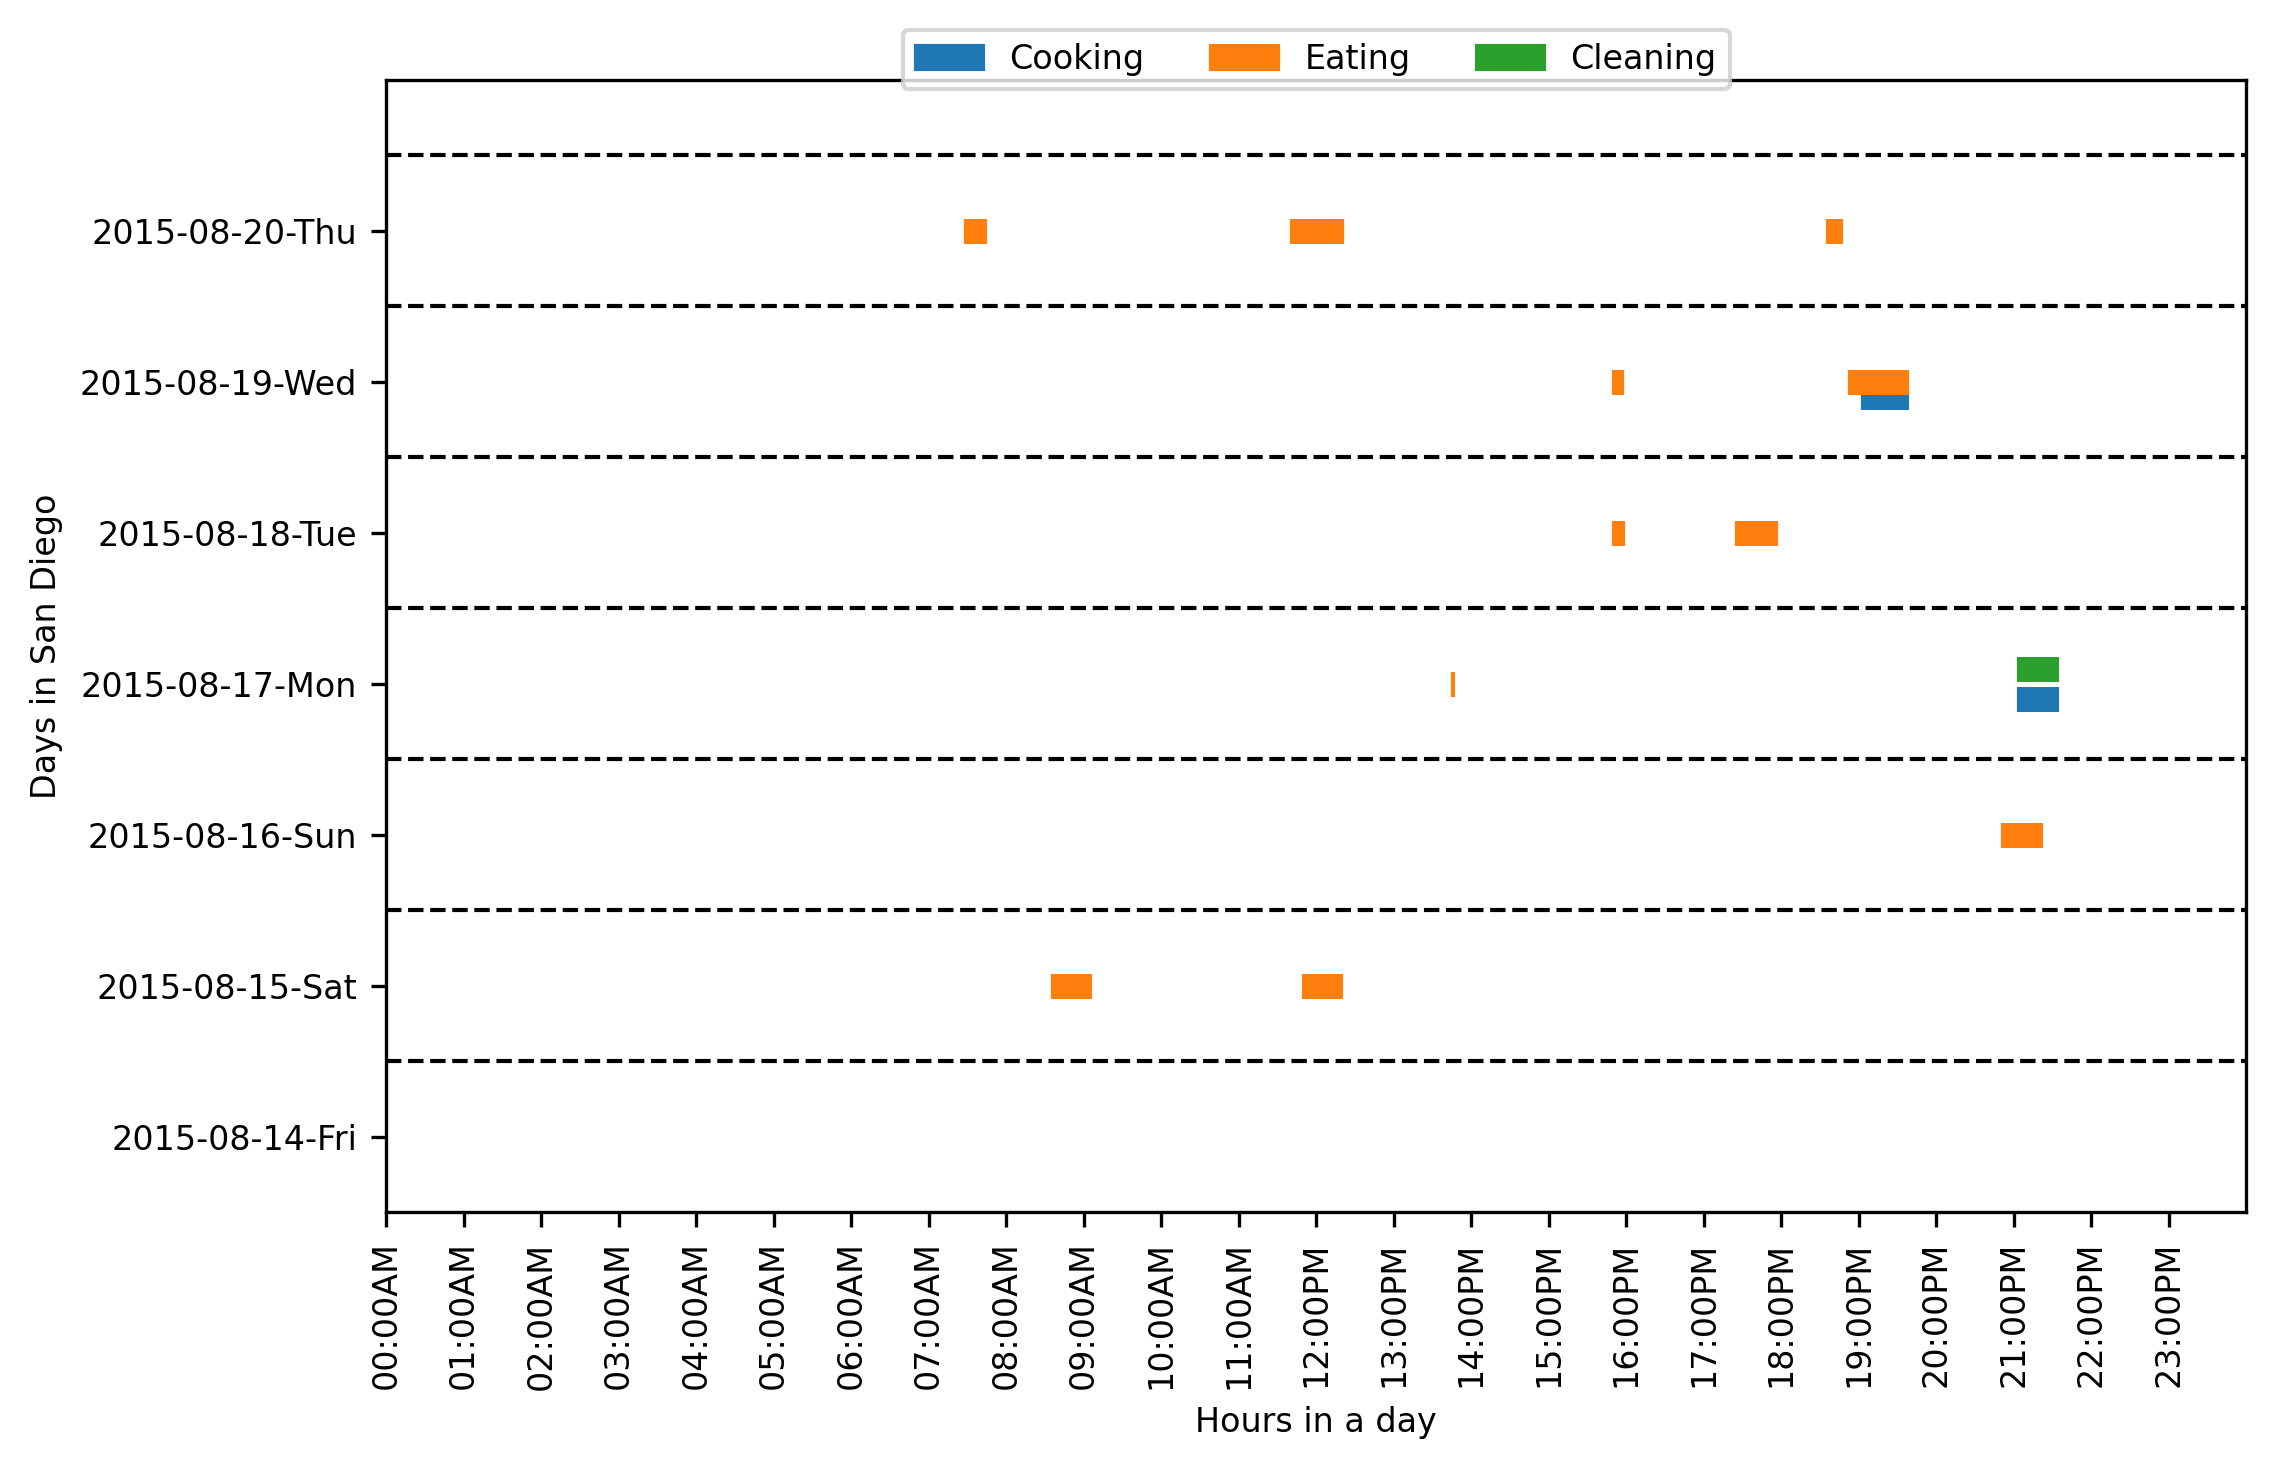 Cooking Eating Cleaning
2015-08-20-Thu
2015-08-19-Wed
2015-08-18-Tue
2015-08-17-Mon
2015-08-16-Sun
2015-08-15-Sat
2015-08-14-Fri
Days in San Diego
00:00AM
01:00AM
02:00AM
03:00AM
04:00AM
05:00AM
06:00AM
07:00AM
08:00AM
09:00AM
10:00AM
11:00AM
12:00PM
13:00PM
14:00PM
15:00PM
16:00PM
17:00PM
18:00PM
19:00PM
20:00PM
21:00PM
22:00PM
23:00PM
Hours in a day